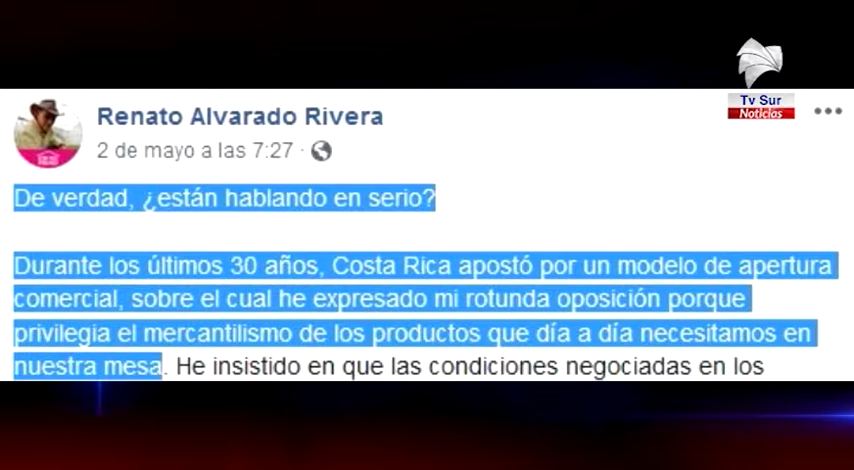 Tv Sur
Noticias
Renato Alvarado Rivera
2 de mayo a las 7:27 ·
De verdad, ¿están hablando en serio?
Durante los últimos 30 años, Costa Rica apostó por un modelo de apertura
comercial, sobre el cual he expresado mi rotunda oposición porque
privilegia el mercantilismo de los productos que día a día necesitamos en
nuestra mesa. He insistido en que las condiciones negociadas en los